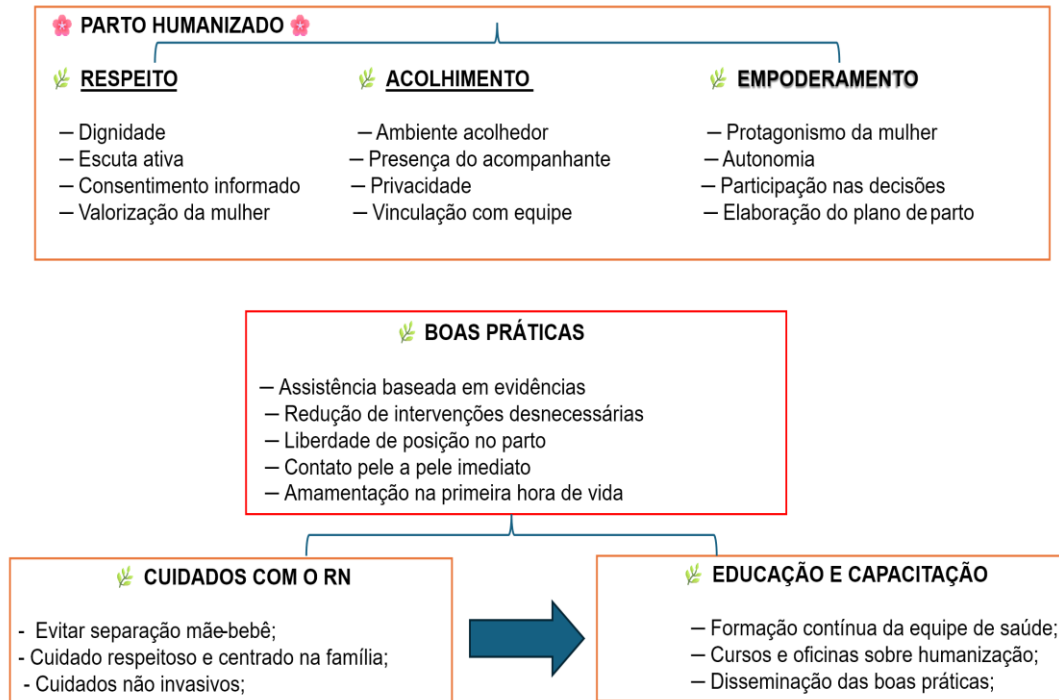 🌸 PARTO HUMANIZADO 🌸
🌿 RESPEITO
— Dignidade
— Escuta ativa
— Consentimento informado
— Valorização da mulher
🌿 ACOLHIMENTO
— Ambiente acolhedor
— Presença do acompanhante
— Privacidade
— Vinculação com equipe
🌿 EMPODERAMENTO
— Protagonismo da mulher
— Autonomia
— Participação nas decisões
— Elaboração do plano de parto
🌿 BOAS PRÁTICAS
— Assistência baseada em evidências
— Redução de intervenções desnecessárias
— Liberdade de posição no parto
— Contato pele a pele imediato
— Amamentação na primeira hora de vida
🌿 CUIDADOS COM O RN
- Evitar separação mãe-bebê;
- Cuidado respeitoso e centrado na família;
- Cuidados não invasivos;
🌿 EDUCAÇÃO E CAPACITAÇÃO
— Formação contínua da equipe de saúde;
— Cursos e oficinas sobre humanização;
— Disseminação das boas práticas;